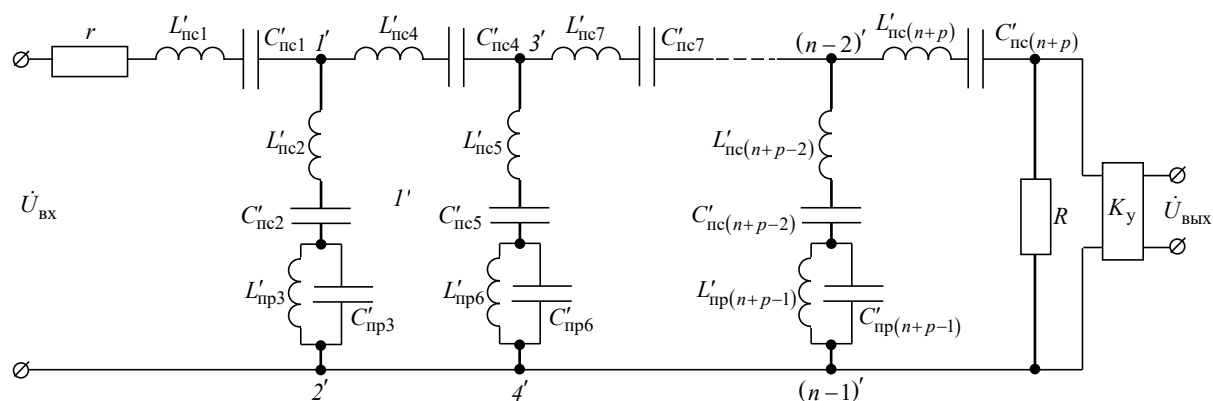 r L′пс1 C′пс1 1′ L′пс4 C′пс4 3′ L′пс7 C′пс7 (n−2)′ L′пс(n+p) C′пс(n+p)
L′пс2 L′пс5 L′пс(n+p−2)
U̇вх 1′ R Kу U̇вых
C′пс2 C′пс5 C′пс(n+p−2)
L′пр3 C′пр3 L′пр6 C′пр6 L′пр(n+p−1) C′пр(n+p−1)
2′ 4′ (n−1)′